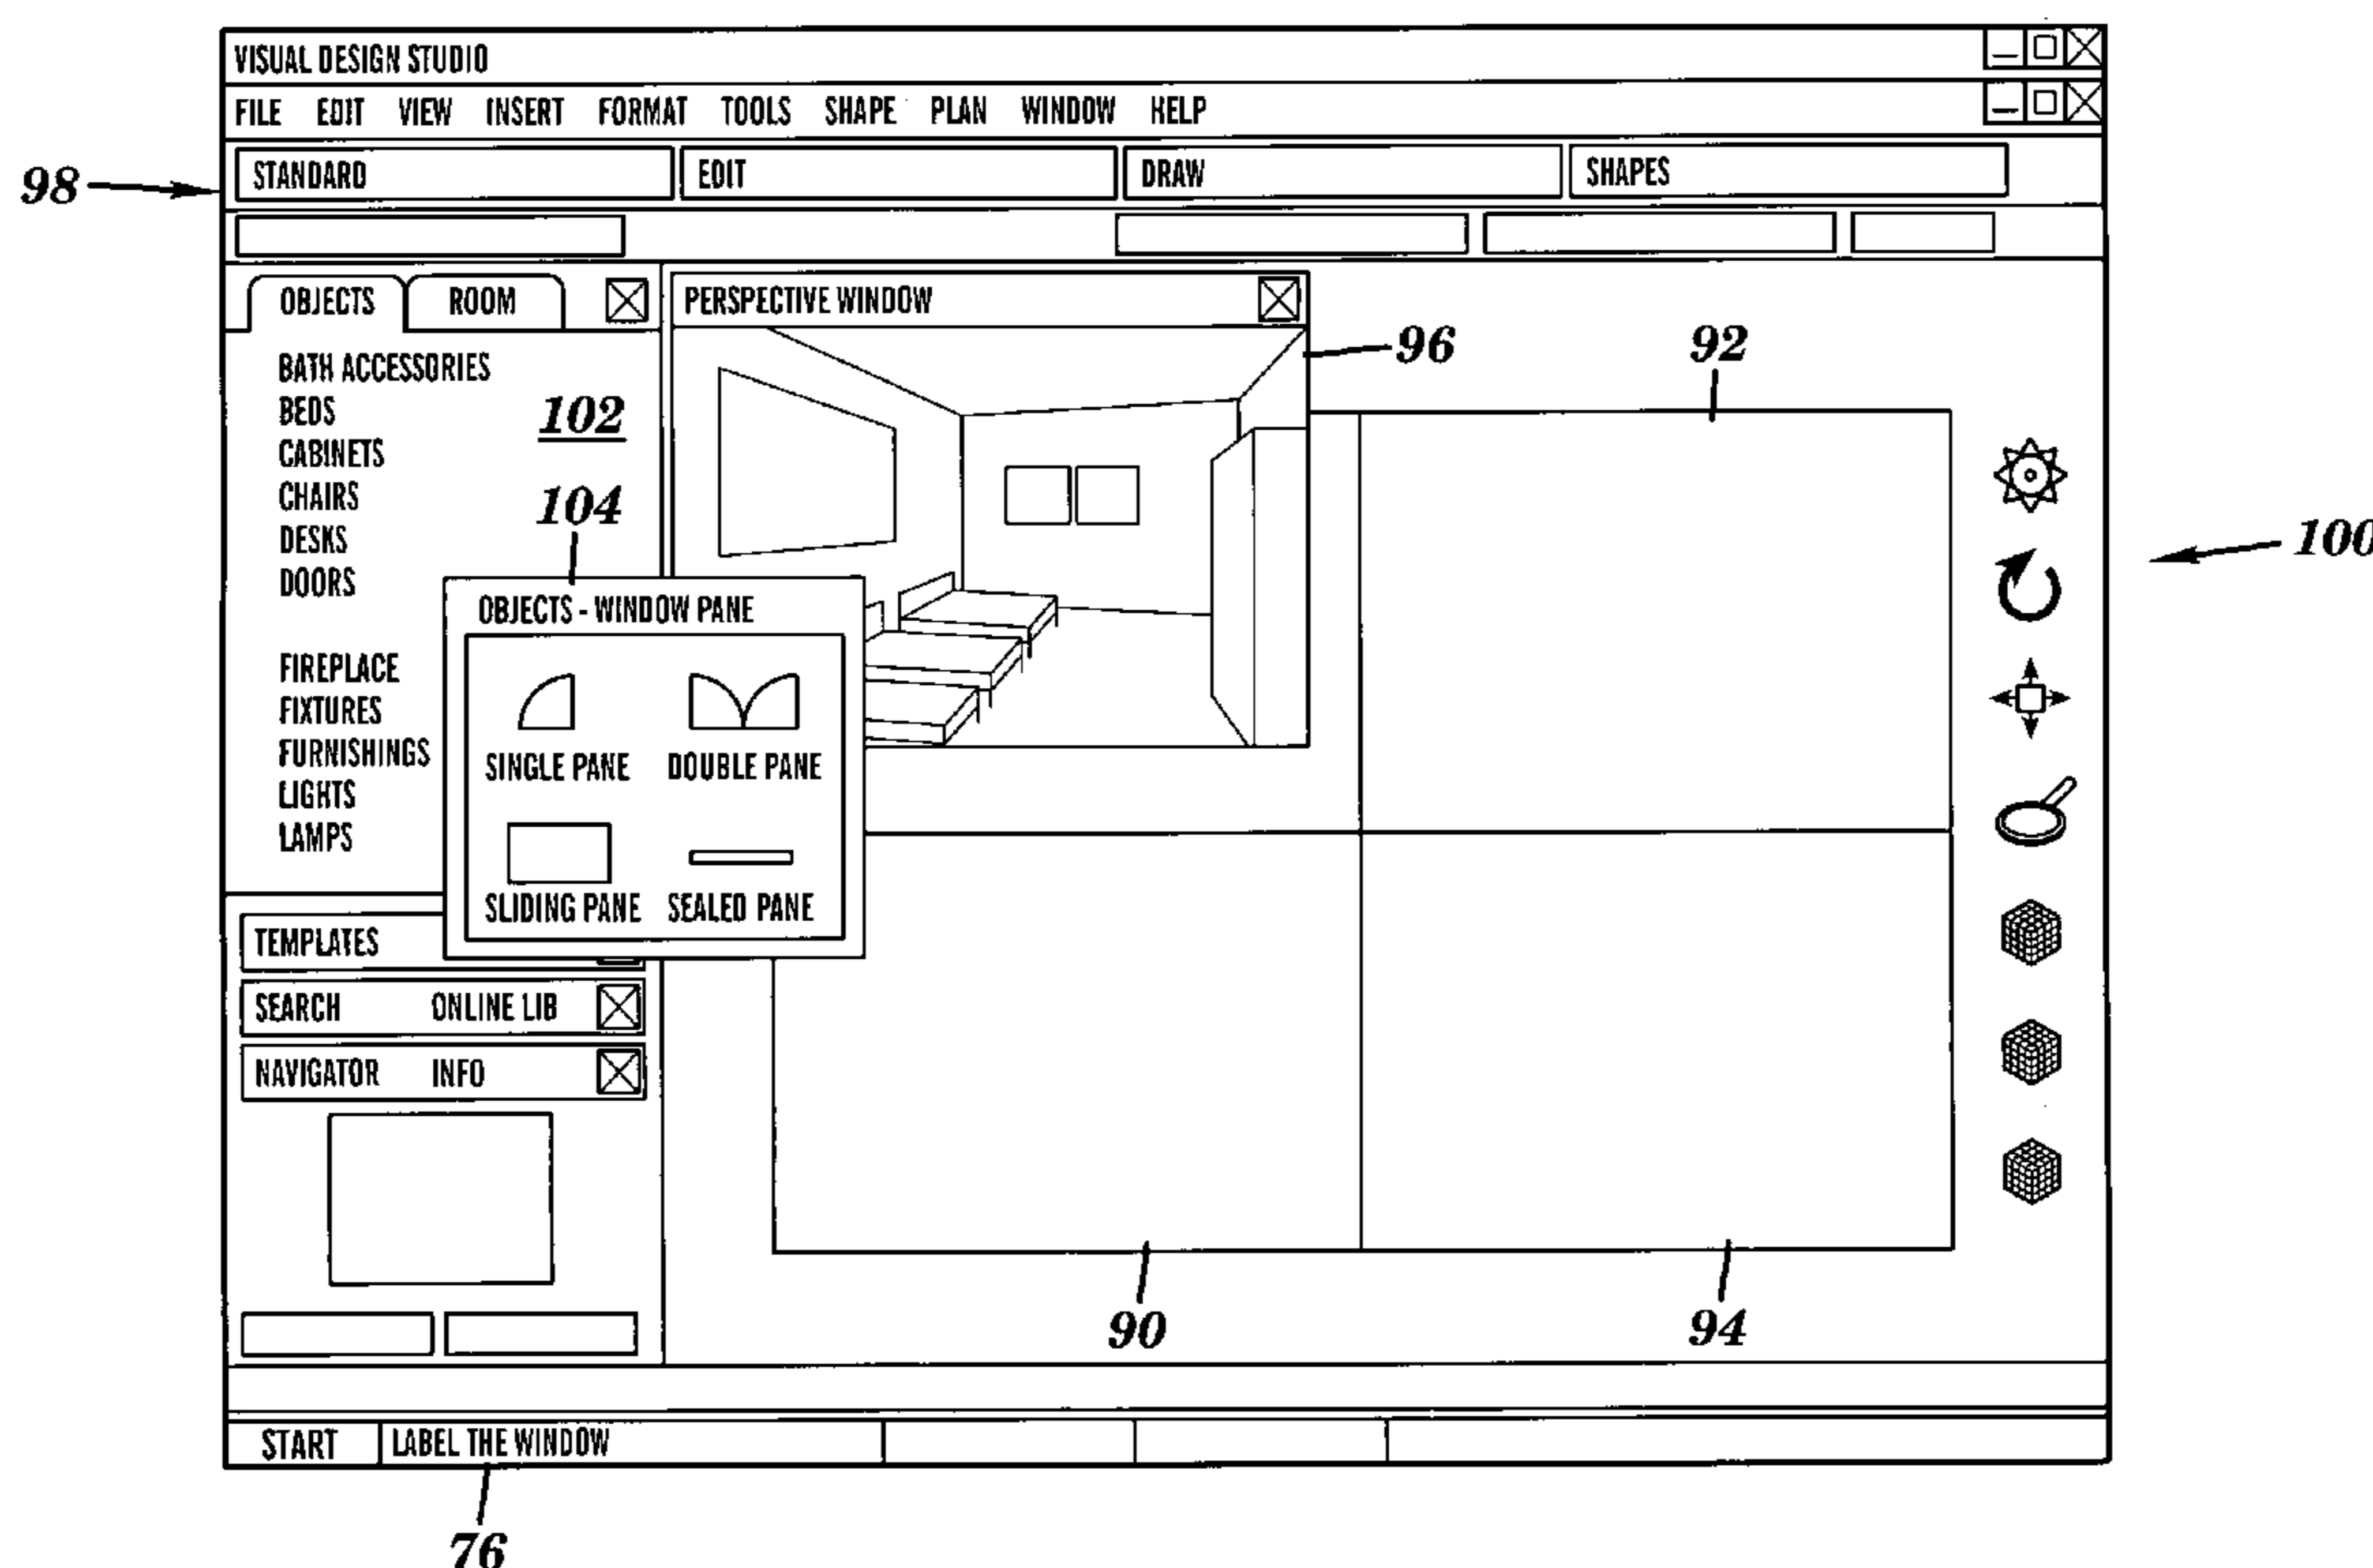 VISUAL DESIGN STUDIO
FILE EDIT VIEW INSERT FORMAT TOOLS SHAPE PLAN WINDOW HELP
98
STANDARD EDIT DRAW SHAPES
OBJECTS ROOM
PERSPECTIVE WINDOW
96
92
BATH ACCESSORIES
BEDS
102
CABINETS
CHAIRS
104
DESKS
100
DOORS
OBJECTS - WINDOW PANE
FIREPLACE
FIXTURES
FURNISHINGS
SINGLE PANE DOUBLE PANE
LIGHTS
LAMPS
SLIDING PANE SEALED PANE
TEMPLATES
SEARCH ONLINE LIB
NAVIGATOR INFO
90
94
START LABEL THE WINDOW
76